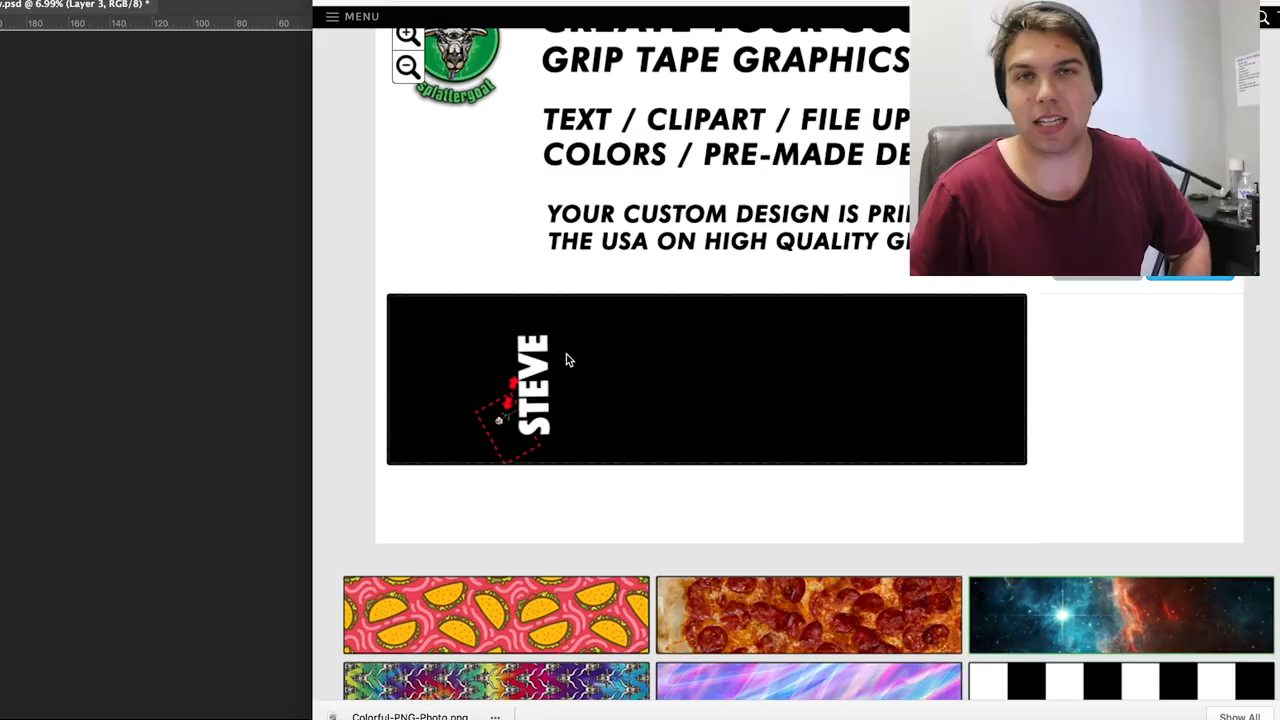 .psd @ 6.99% (Layer 3, RGB/8) *
180 160 140 120 100 80 60
MENU
splattergoat
GRIP TAPE GRAPHICS
TEXT / CLIPART / FILE UP
COLORS / PRE-MADE DE
YOUR CUSTOM DESIGN IS PRI
THE USA ON HIGH QUALITY G
STEVE
Colorful-PNG-Photo.png
Show All